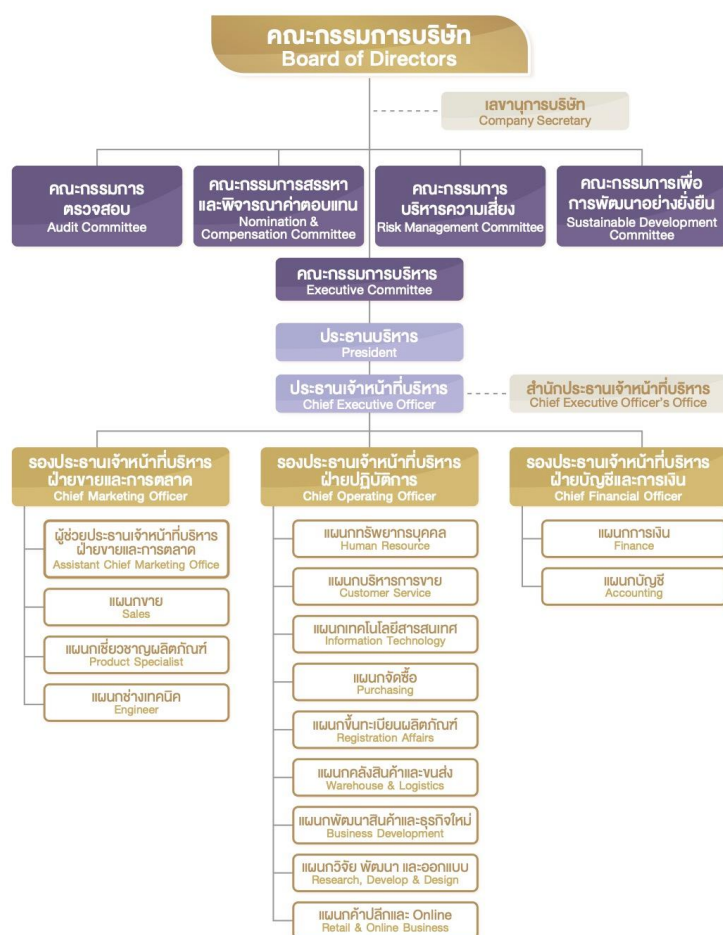 คณะกรรมการบริษัท
Board of Directors
เลขานุการบริษัท
Company Secretary
คณะกรรมการ
ตรวจสอบ
Audit Committee
คณะกรรมการสรรหา
และพิจารณาค่าตอบแทน
Nomination &
Compensation Committee
คณะกรรมการ
บริหารความเสี่ยง
Risk Management Committee
คณะกรรมการเพื่อ
การพัฒนาอย่างยั่งยืน
Sustainable Development
Committee
คณะกรรมการบริหาร
Executive Committee
ประธานบริหาร
President
ประธานเจ้าหน้าที่บริหาร
Chief Executive Officer
สำนักประธานเจ้าหน้าที่บริหาร
Chief Executive Officer's Office
รองประธานเจ้าหน้าที่บริหาร
ฝ่ายขายและการตลาด
Chief Marketing Officer
ผู้ช่วยประธานเจ้าหน้าที่บริหาร
ฝ่ายขายและการตลาด
Assistant Chief Marketing Office
แผนกขาย
Sales
แผนกเชี่ยวชาญผลิตภัณฑ์
Product Specialist
แผนกช่างเทคนิค
Engineer
รองประธานเจ้าหน้าที่บริหาร
ฝ่ายปฏิบัติการ
Chief Operating Officer
แผนกทรัพยากรบุคคล
Human Resource
แผนกบริหารการขาย
Customer Service
แผนกเทคโนโลยีสารสนเทศ
Information Technology
แผนกจัดซื้อ
Purchasing
แผนกขึ้นทะเบียนผลิตภัณฑ์
Registration Affairs
แผนกคลังสินค้าและขนส่ง
Warehouse & Logistics
แผนกพัฒนาสินค้าและธุรกิจใหม่
Business Development
แผนกวิจัย พัฒนา และออกแบบ
Research, Develop & Design
แผนกค้าปลีกและ Online
Retail & Online Business
รองประธานเจ้าหน้าที่บริหาร
ฝ่ายบัญชีและการเงิน
Chief Financial Officer
แผนกการเงิน
Finance
แผนกบัญชี
Accounting